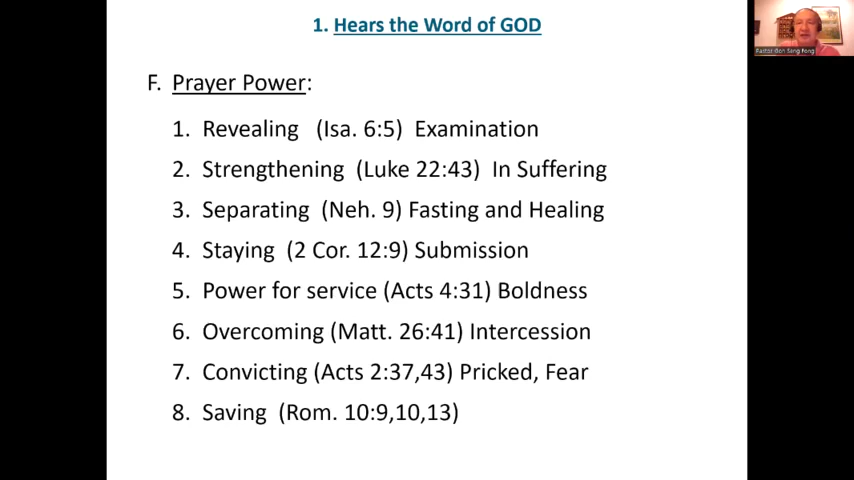 1. Hears the Word of GOD
F. Prayer Power:
1. Revealing (Isa. 6:5) Examination
2. Strengthening (Luke 22:43) In Suffering
3. Separating (Neh. 9) Fasting and Healing
4. Staying (2 Cor. 12:9) Submission
5. Power for service (Acts 4:31) Boldness
6. Overcoming (Matt. 26:41) Intercession
7. Convicting (Acts 2:37,43) Pricked, Fear
8. Saving (Rom. 10:9,10,13)
Pastor